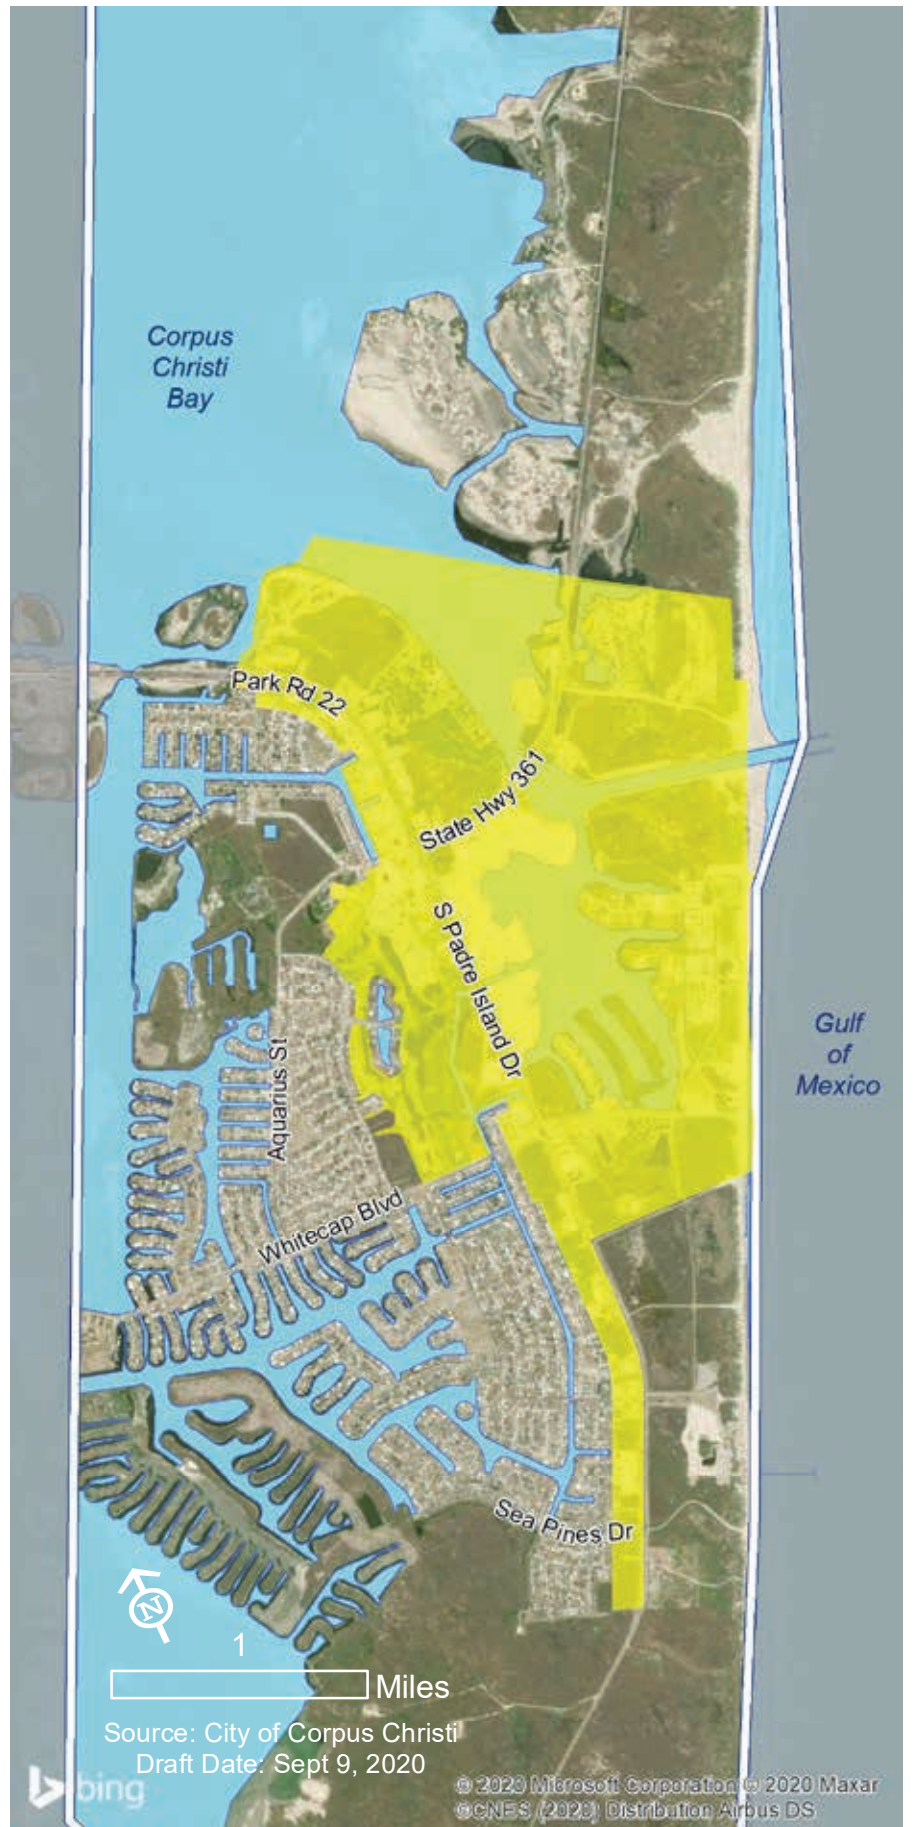 Corpus
Christi
Bay
Park Rd 22
State Hwy 361
S Padre Island Dr
Gulf
of
Mexico
Aquarius St
Whitecap Blvd
Sea Pines Dr
N
1
Miles
Source: City of Corpus Christi
Draft Date: Sept 9, 2020
bing
© 2020 Microsoft Corporation © 2020 Maxar
©CNES (2020) Distribution Airbus DS